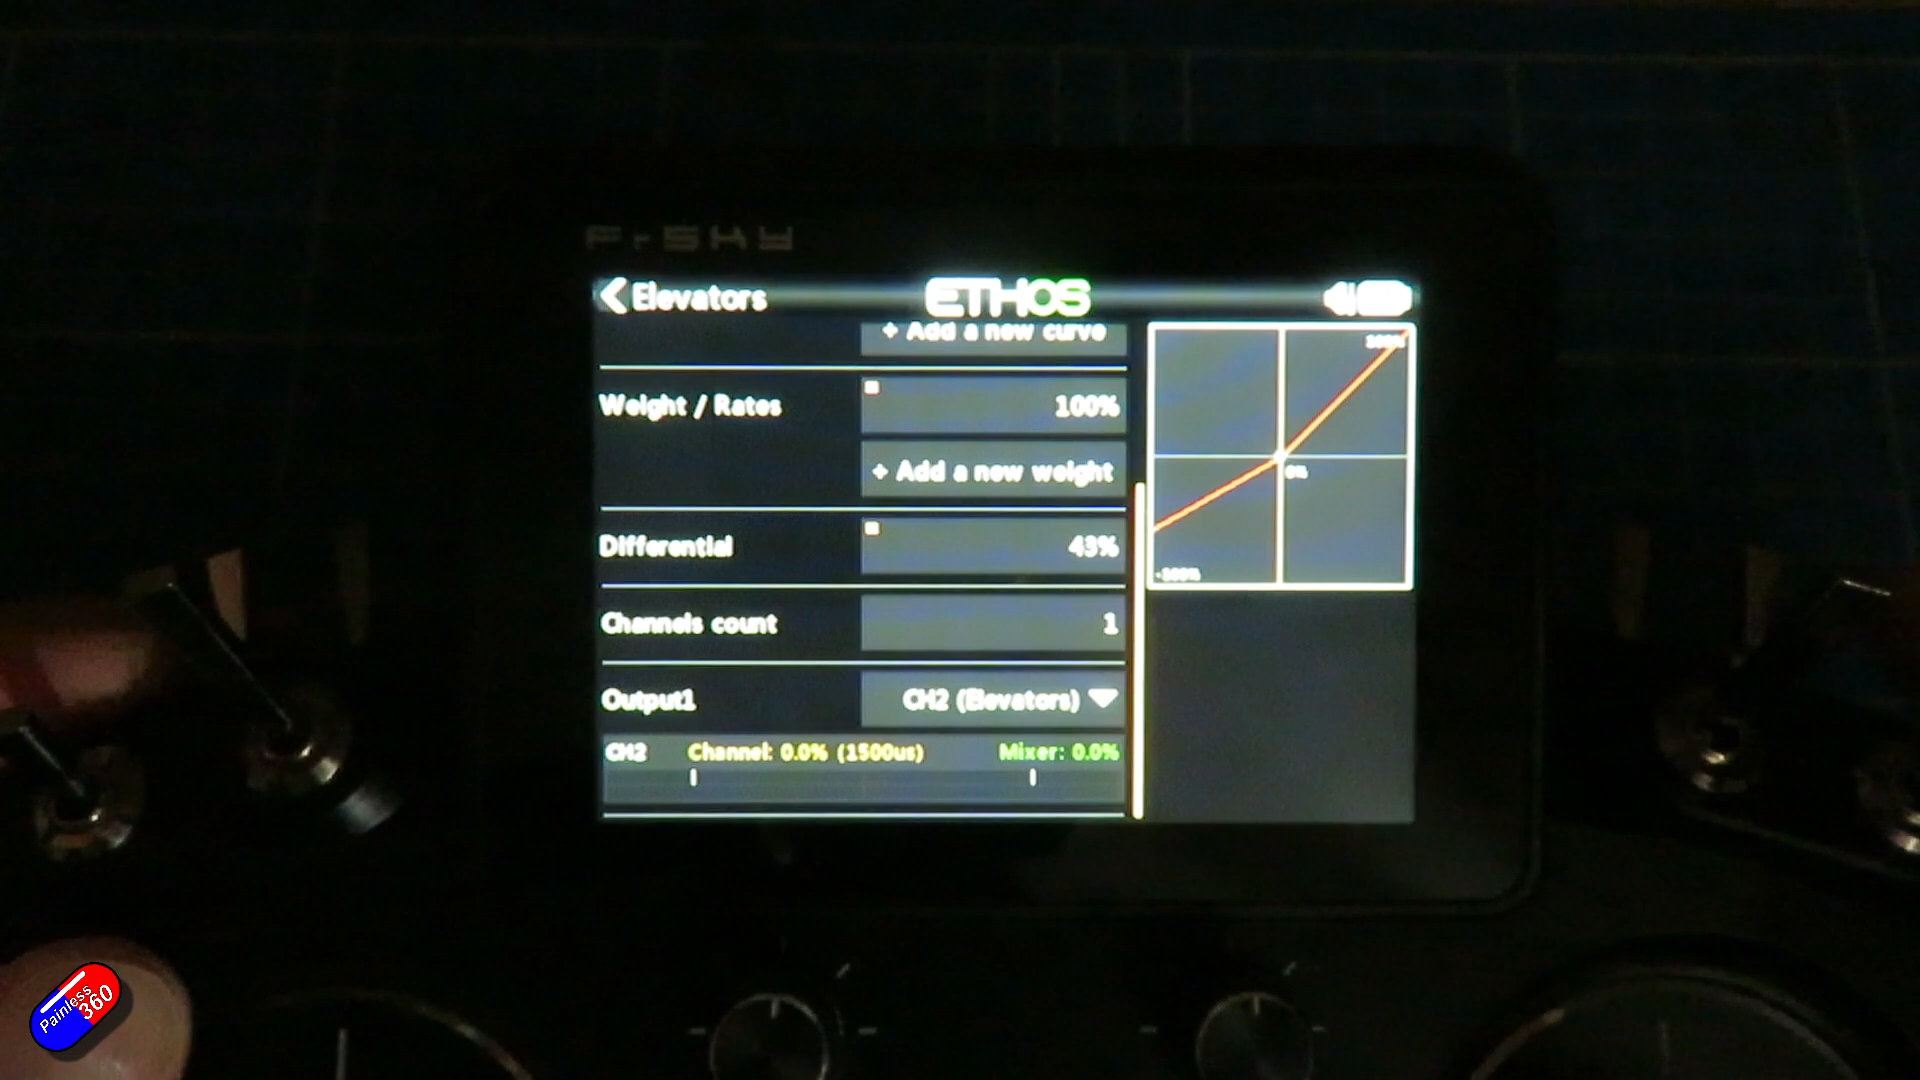 FrSKY
Elevators
ETHOS
+ Add a new curve
Weight / Rates
100%
+ Add a new weight
Differential
43%
Channels count
1
Output1
CH2 (Elevators)
CH2 Channel: 0.0% (1500us) Mixer: 0.0%
100%
0%
-100%
Painless
360